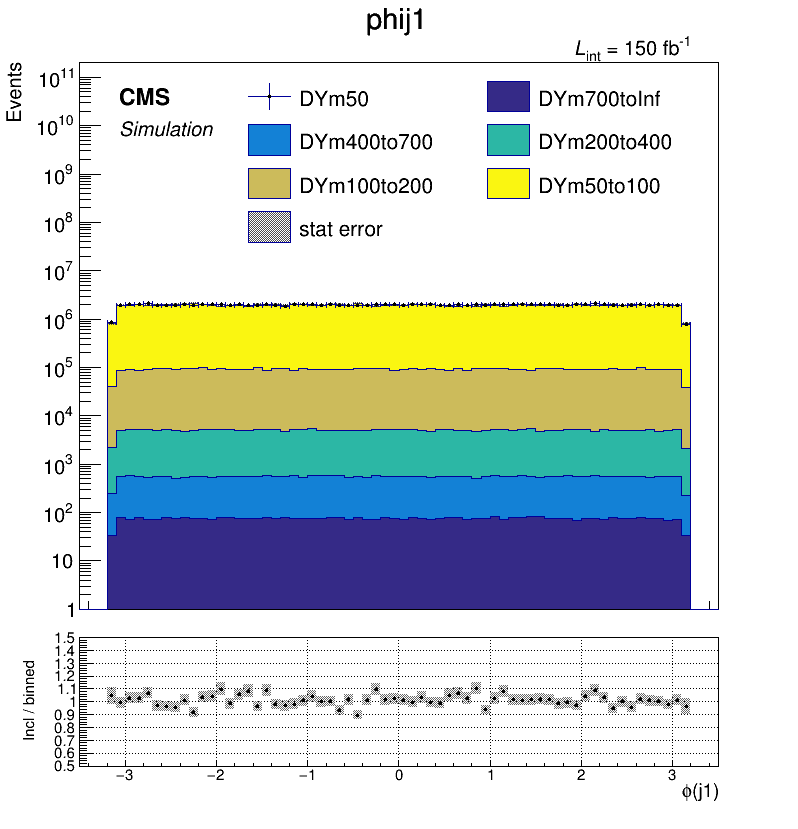 phij1
L_int = 150 fb^-1
Events
CMS
Simulation
DYm50
DYm700toInf
DYm400to700
DYm200to400
DYm100to200
DYm50to100
stat error
10^11
10^10
10^9
10^8
10^7
10^6
10^5
10^4
10^3
10^2
10
1
Incl / binned
1.5
1.4
1.3
1.2
1.1
1
0.9
0.8
0.7
0.6
0.5
−3 −2 −1 0 1 2 3
ϕ(j1)